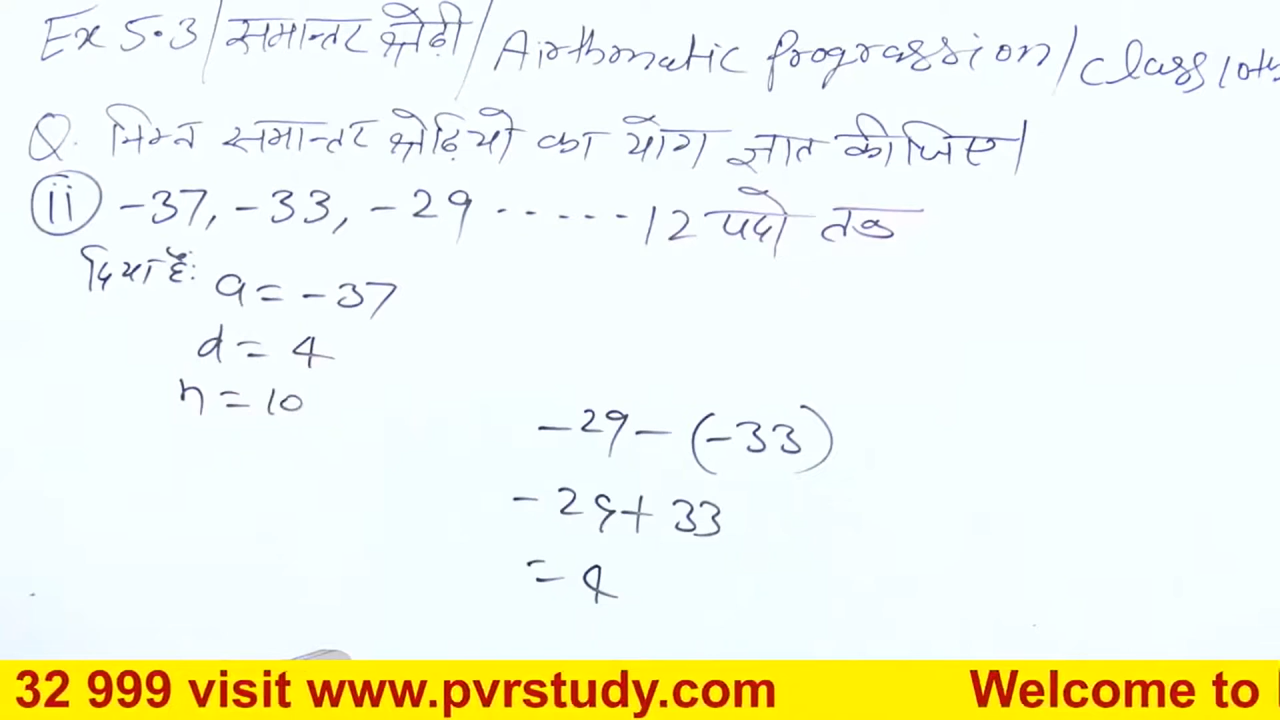 Ex 5.3/समान्तर श्रेढ़ी/Airthmatic Progression/Class 10th
Q. निम्न समान्तर श्रेढ़ियों का योग ज्ञात कीजिए।
(ii) -37, -33, -29 ...... 12 पदों तक
दिया है: a = -37
d = 4
n = 10
-29 - (-33)
-29 + 33
= 4
32 999 visit www.pvrstudy.com Welcome to